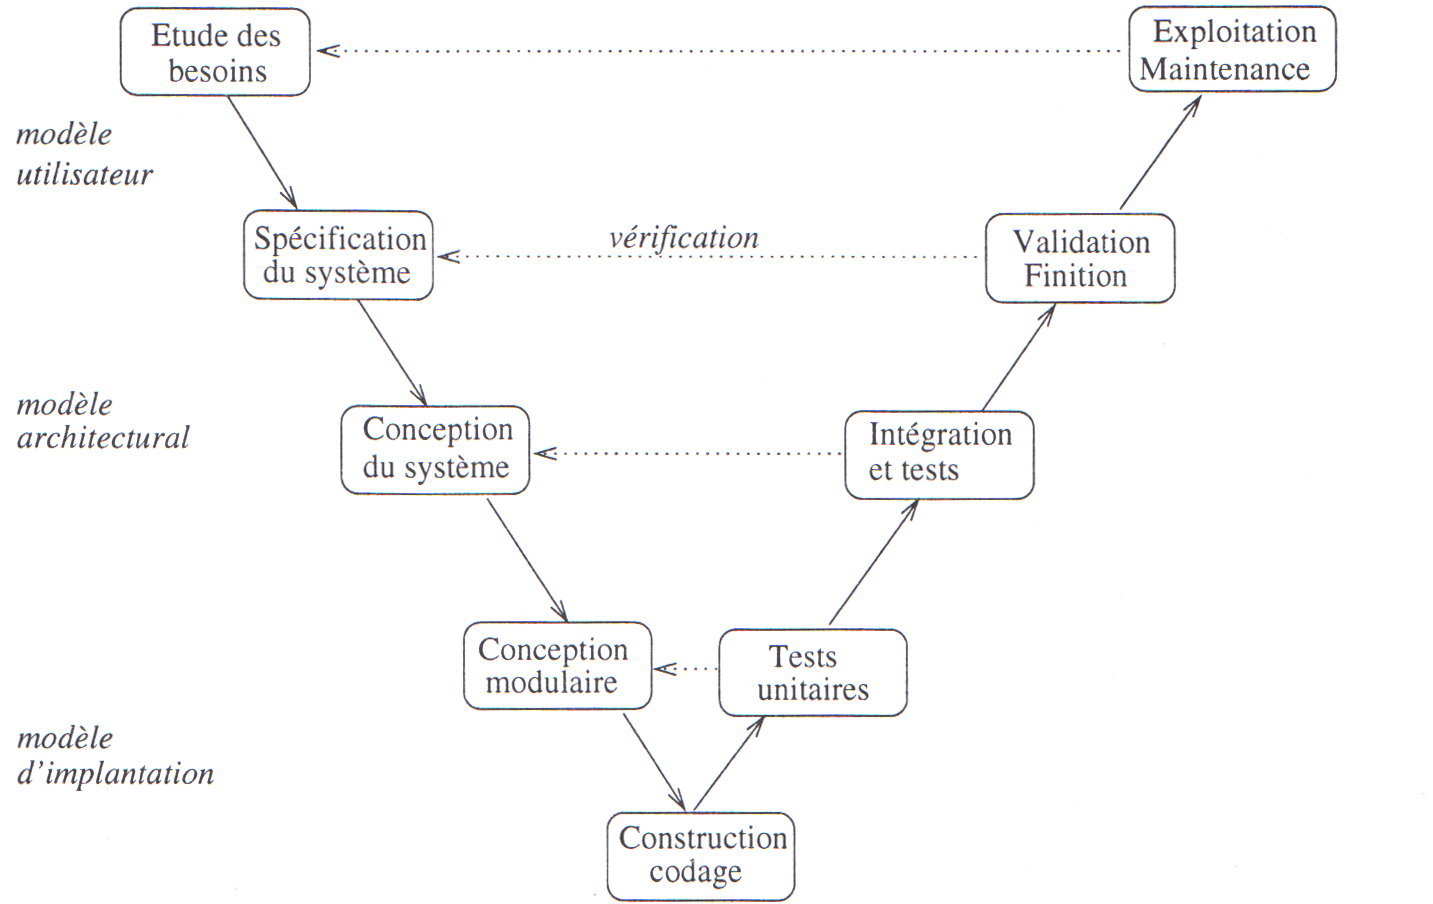 Etude des
besoins
Exploitation
Maintenance
modèle
utilisateur
Spécification
du système
vérification
Validation
Finition
modèle
architectural
Conception
du système
Intégration
et tests
Conception
modulaire
Tests
unitaires
modèle
d'implantation
Construction
codage